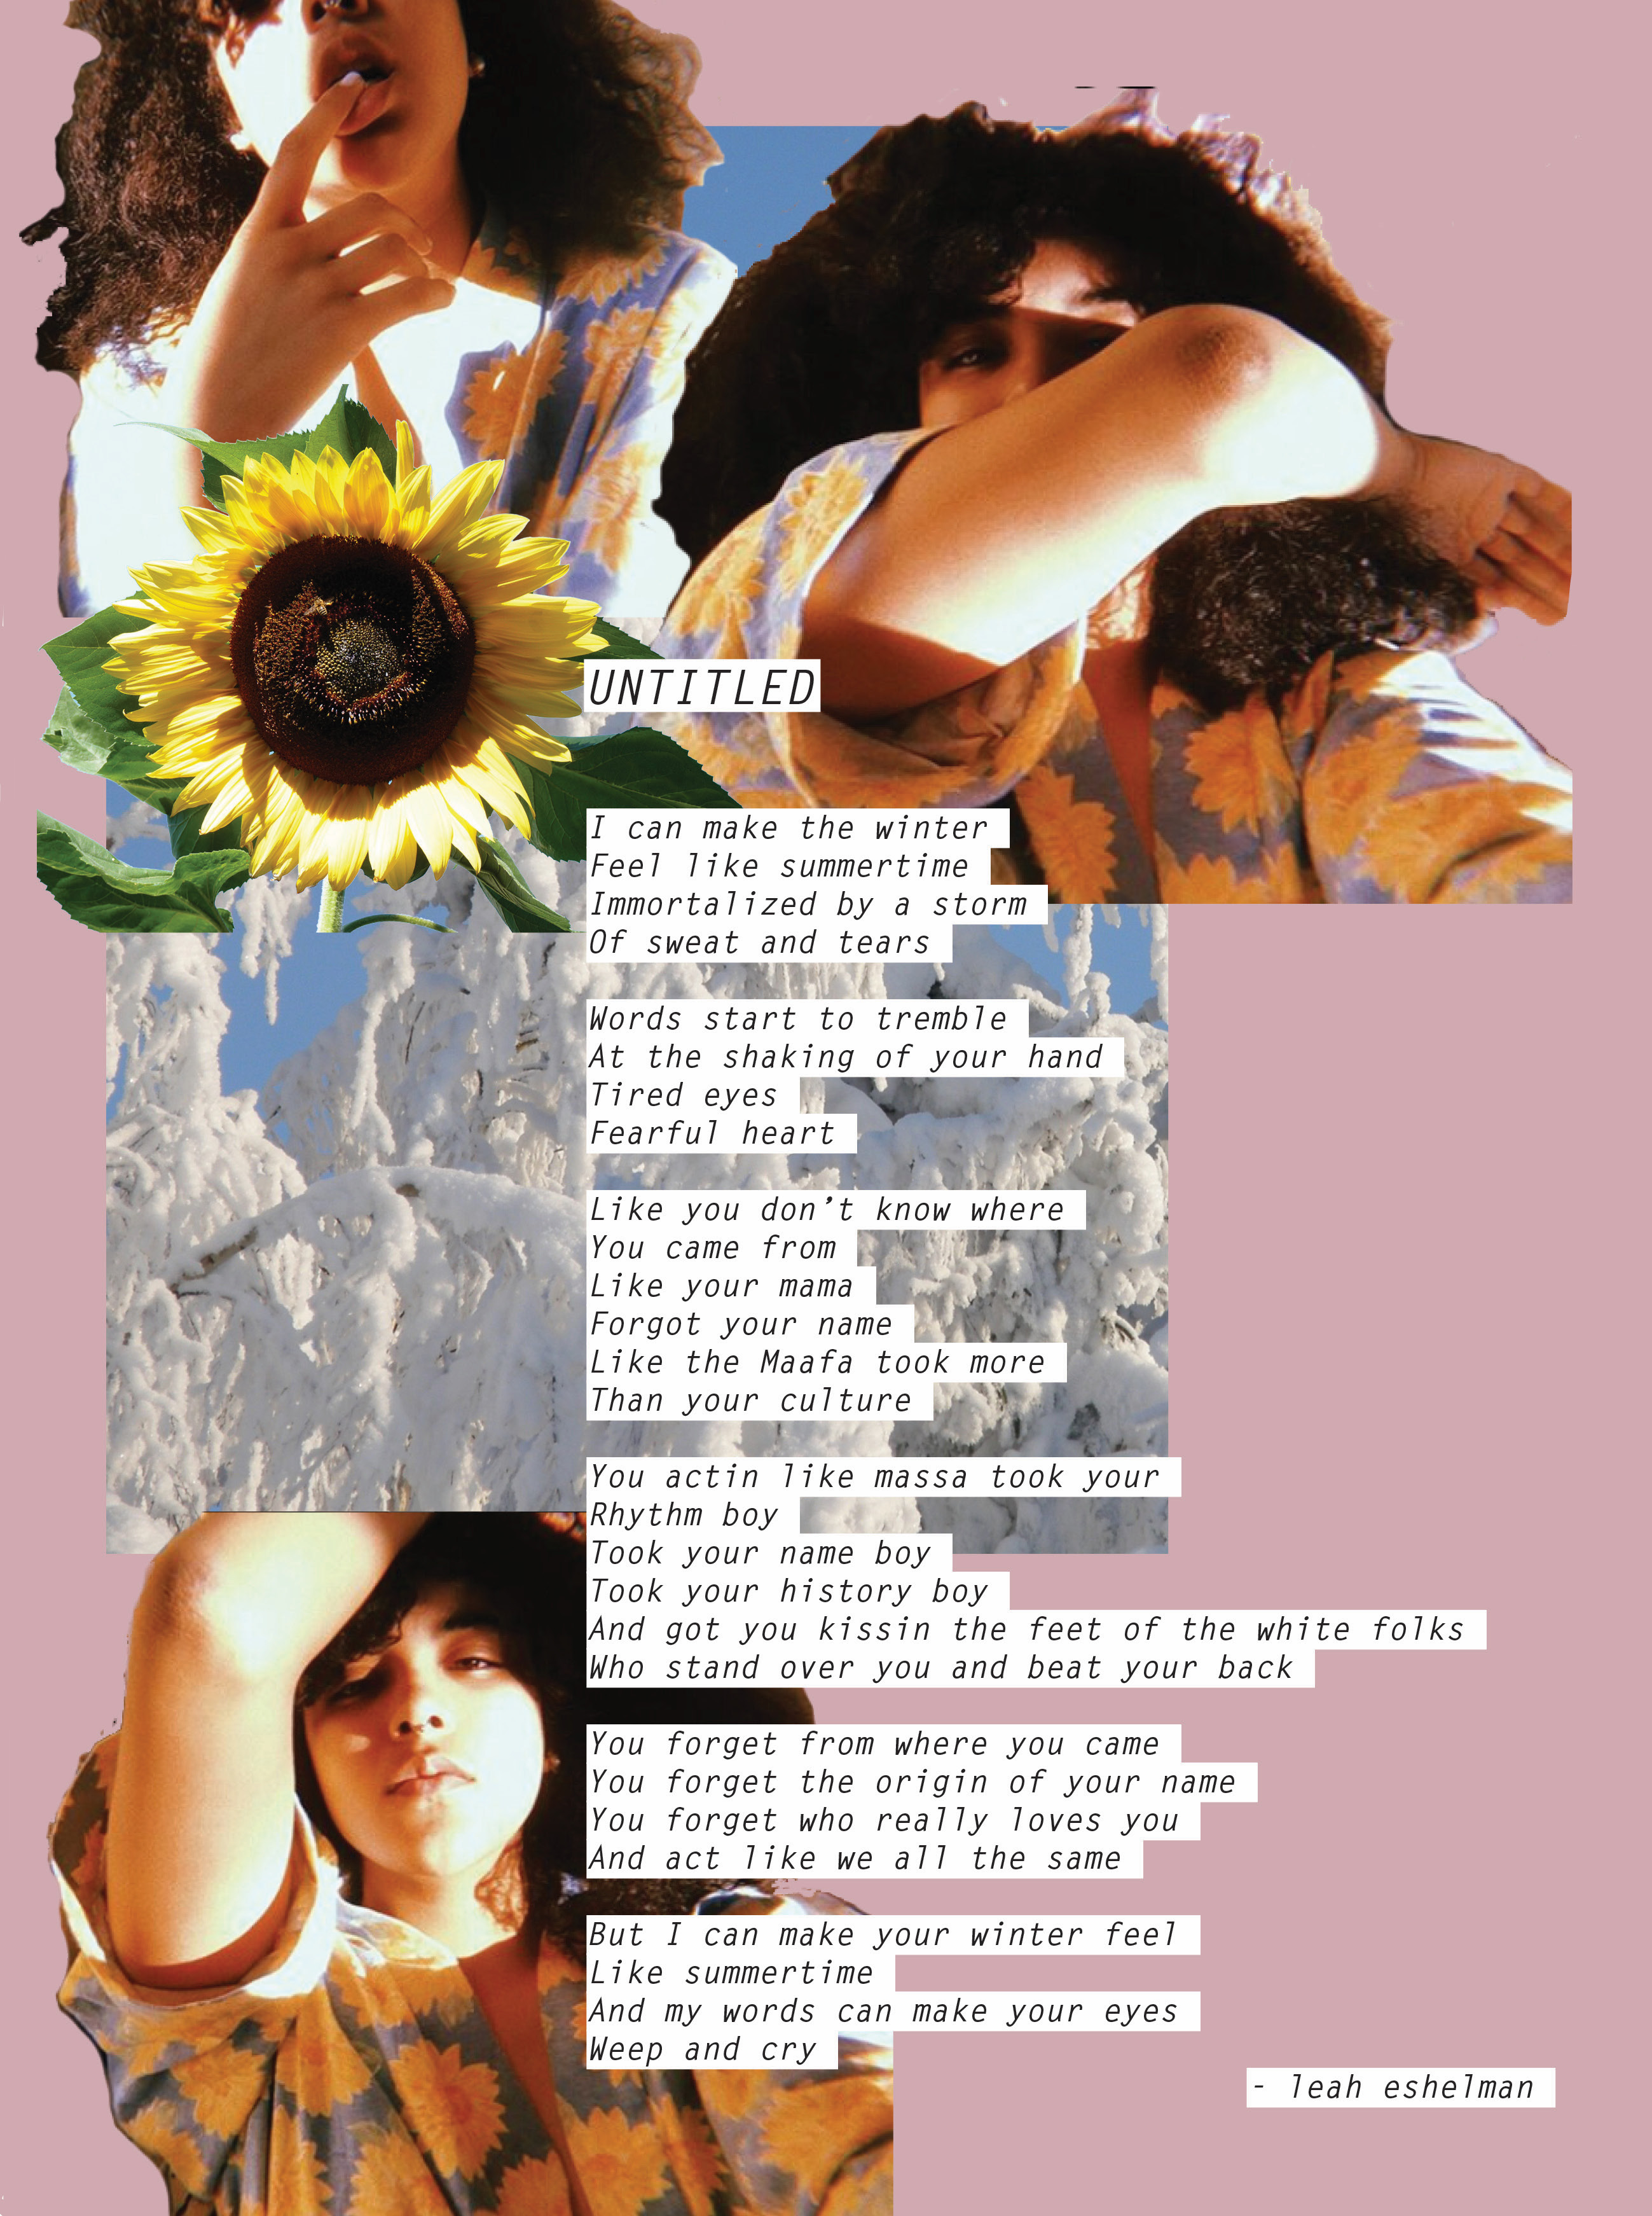 UNTITLED
I can make the winter
Feel like summertime
Immortalized by a storm
Of sweat and tears
Words start to tremble
At the shaking of your hand
Tired eyes
Fearful heart
Like you don’t know where
You came from
Like your mama
Forgot your name
Like the Maafa took more
Than your culture
You actin like massa took your
Rhythm boy
Took your name boy
Took your history boy
And got you kissin the feet of the white folks
Who stand over you and beat your back
You forget from where you came
You forget the origin of your name
You forget who really loves you
And act like we all the same
But I can make your winter feel
Like summertime
And my words can make your eyes
Weep and cry
- leah eshelman